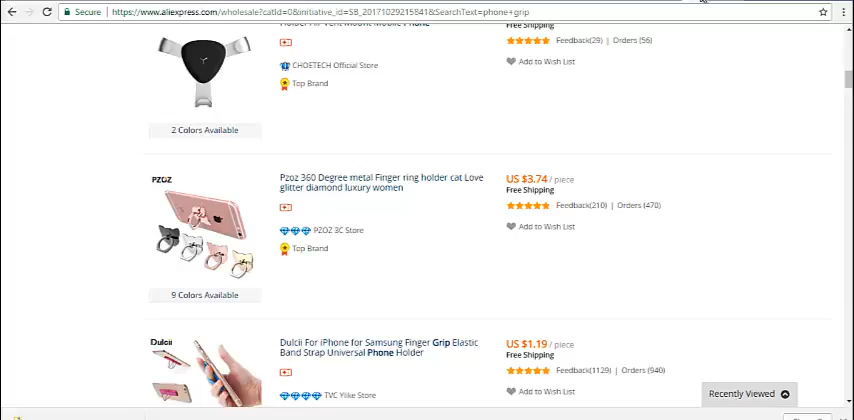 Secure
https://www.aliexpress.com/wholesale?catId=0&initiative_id=SB_20171029215841&SearchText=phone+grip
Free Shipping
Feedback(29) | Orders (56)
CHOETECH Official Store
Add to Wish List
Top Brand
2 Colors Available
PZOZ
Pzoz 360 Degree metal Finger ring holder cat Love
glitter diamond luxury women
US $3.74 / piece
Free Shipping
Feedback(210) | Orders (470)
PZOZ 3C Store
Add to Wish List
Top Brand
9 Colors Available
Dulcii
Dulcii For iPhone for Samsung Finger Grip Elastic
Band Strap Universal Phone Holder
US $1.19 / piece
Free Shipping
Feedback(1129) | Orders (940)
TVC Ylike Store
Add to Wish List
Recently Viewed